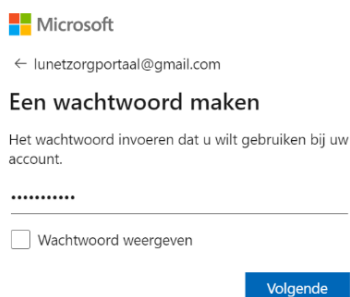 Microsoft
← lunetzorgportaal@gmail.com
Een wachtwoord maken
Het wachtwoord invoeren dat u wilt gebruiken bij uw
account.
•••••••••••
Wachtwoord weergeven
Volgende